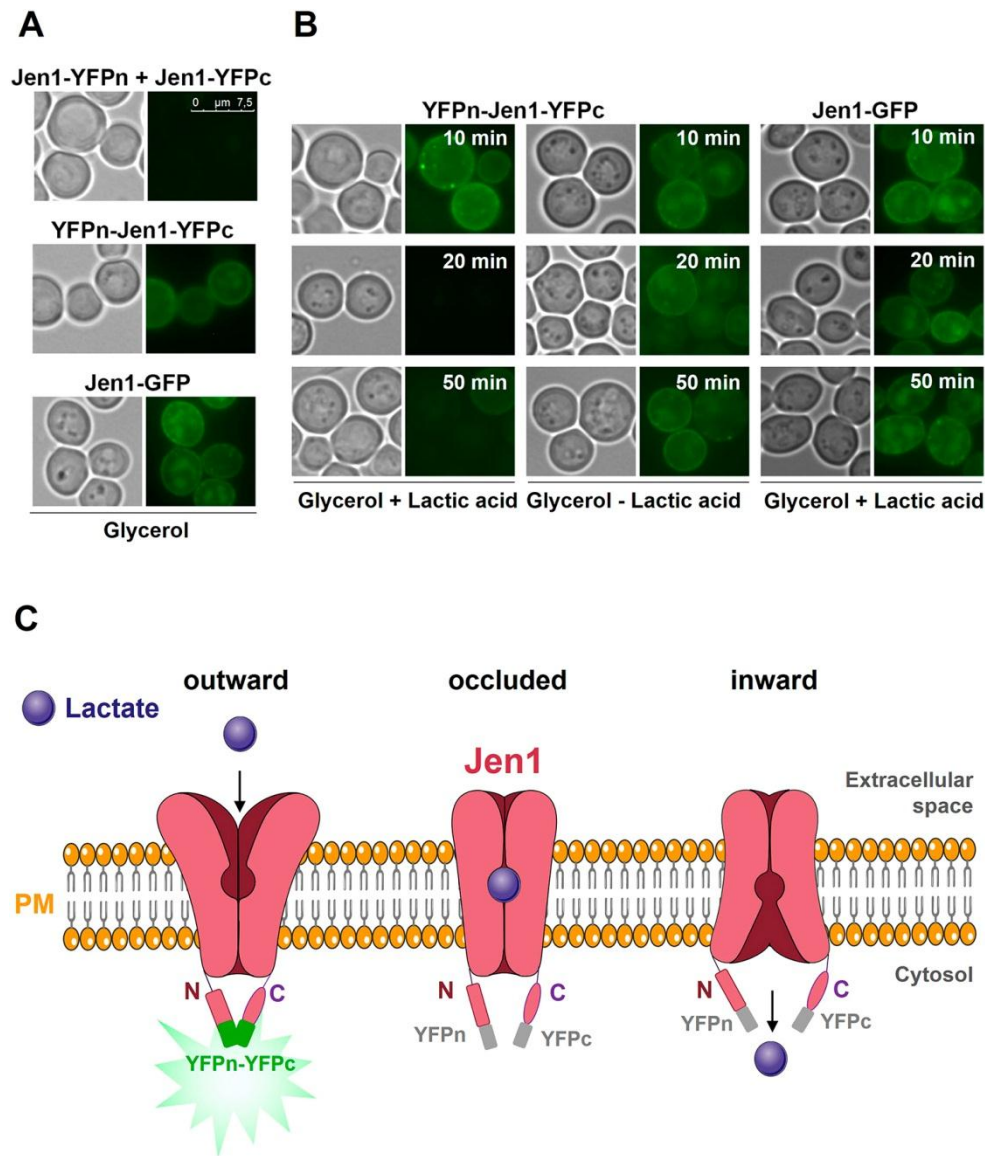 A
Jen1-YFPn + Jen1-YFPc
0 µm 7,5
YFPn-Jen1-YFPc
Jen1-GFP
Glycerol
B
YFPn-Jen1-YFPc
Jen1-GFP
10 min
10 min
10 min
20 min
20 min
20 min
50 min
50 min
50 min
Glycerol + Lactic acid
Glycerol - Lactic acid
Glycerol + Lactic acid
C
outward
occluded
inward
Lactate
Jen1
Extracellular
space
PM
Cytosol
N
C
YFPn-YFPc
N
C
YFPn
YFPc
N
C
YFPn
YFPc